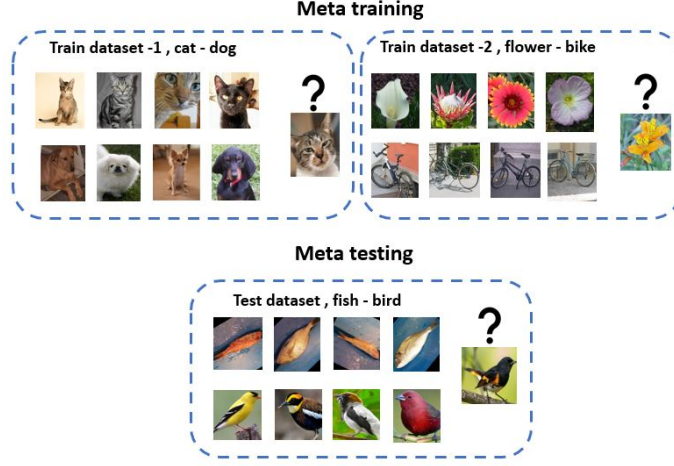 Meta training
Train dataset -1 , cat - dog
?
Train dataset -2 , flower - bike
?
Meta testing
Test dataset , fish - bird
?